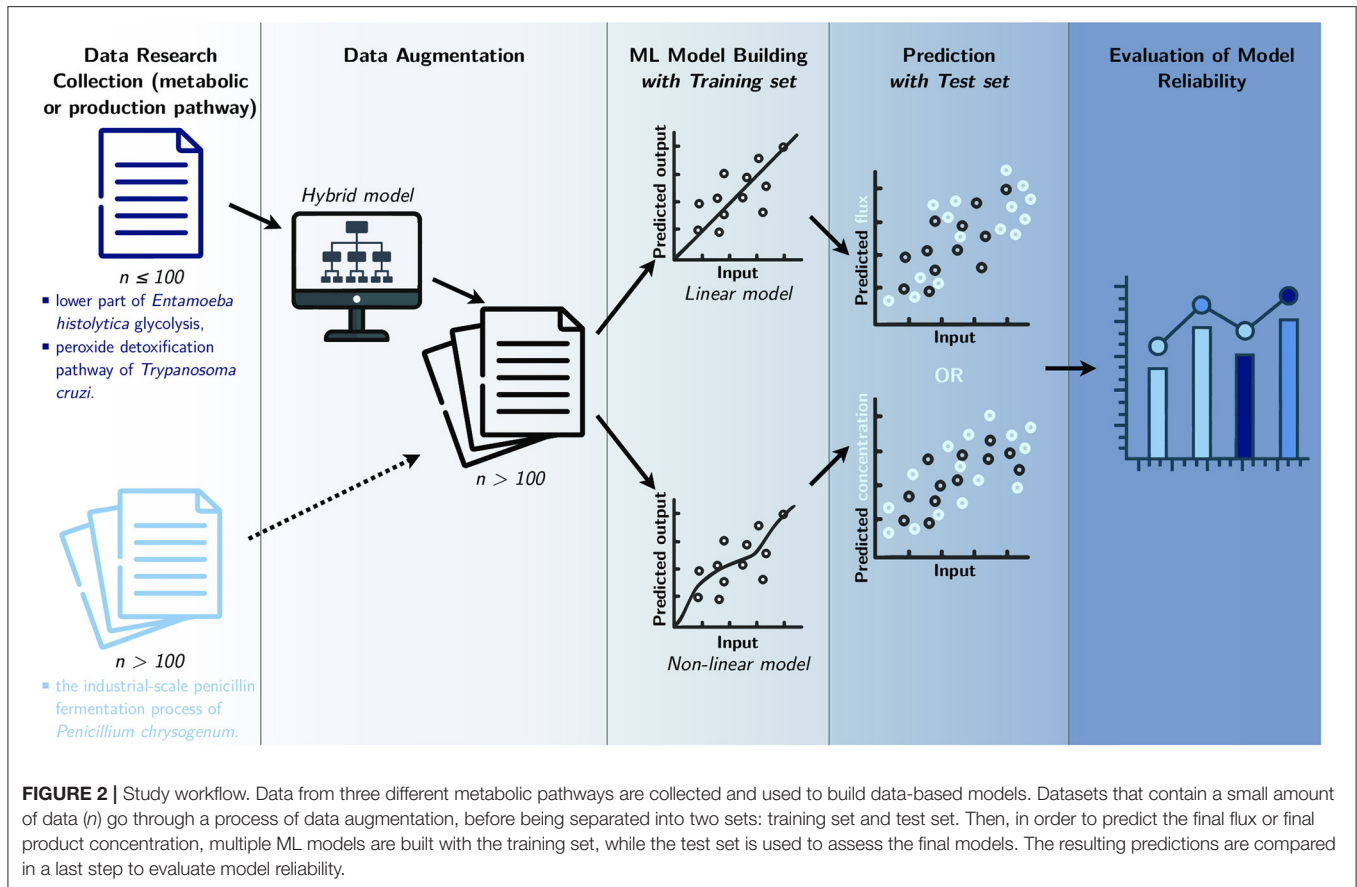 Data Research
Collection (metabolic
or production pathway)
n ≤ 100
▪ lower part of Entamoeba
histolytica glycolysis,
▪ peroxide detoxification
pathway of Trypanosoma
cruzi.
n > 100
▪ the industrial-scale penicillin
fermentation process of
Penicillium chrysogenum.
Data Augmentation
Hybrid model
n > 100
ML Model Building
with Training set
Predicted output
Input
Linear model
Predicted output
Input
Non-linear model
Prediction
with Test set
Predicted flux
Input
OR
Predicted concentration
Input
Evaluation of Model
Reliability
FIGURE 2 | Study workflow. Data from three different metabolic pathways are collected and used to build data-based models. Datasets that contain a small amount
of data (n) go through a process of data augmentation, before being separated into two sets: training set and test set. Then, in order to predict the final flux or final
product concentration, multiple ML models are built with the training set, while the test set is used to assess the final models. The resulting predictions are compared
in a last step to evaluate model reliability.